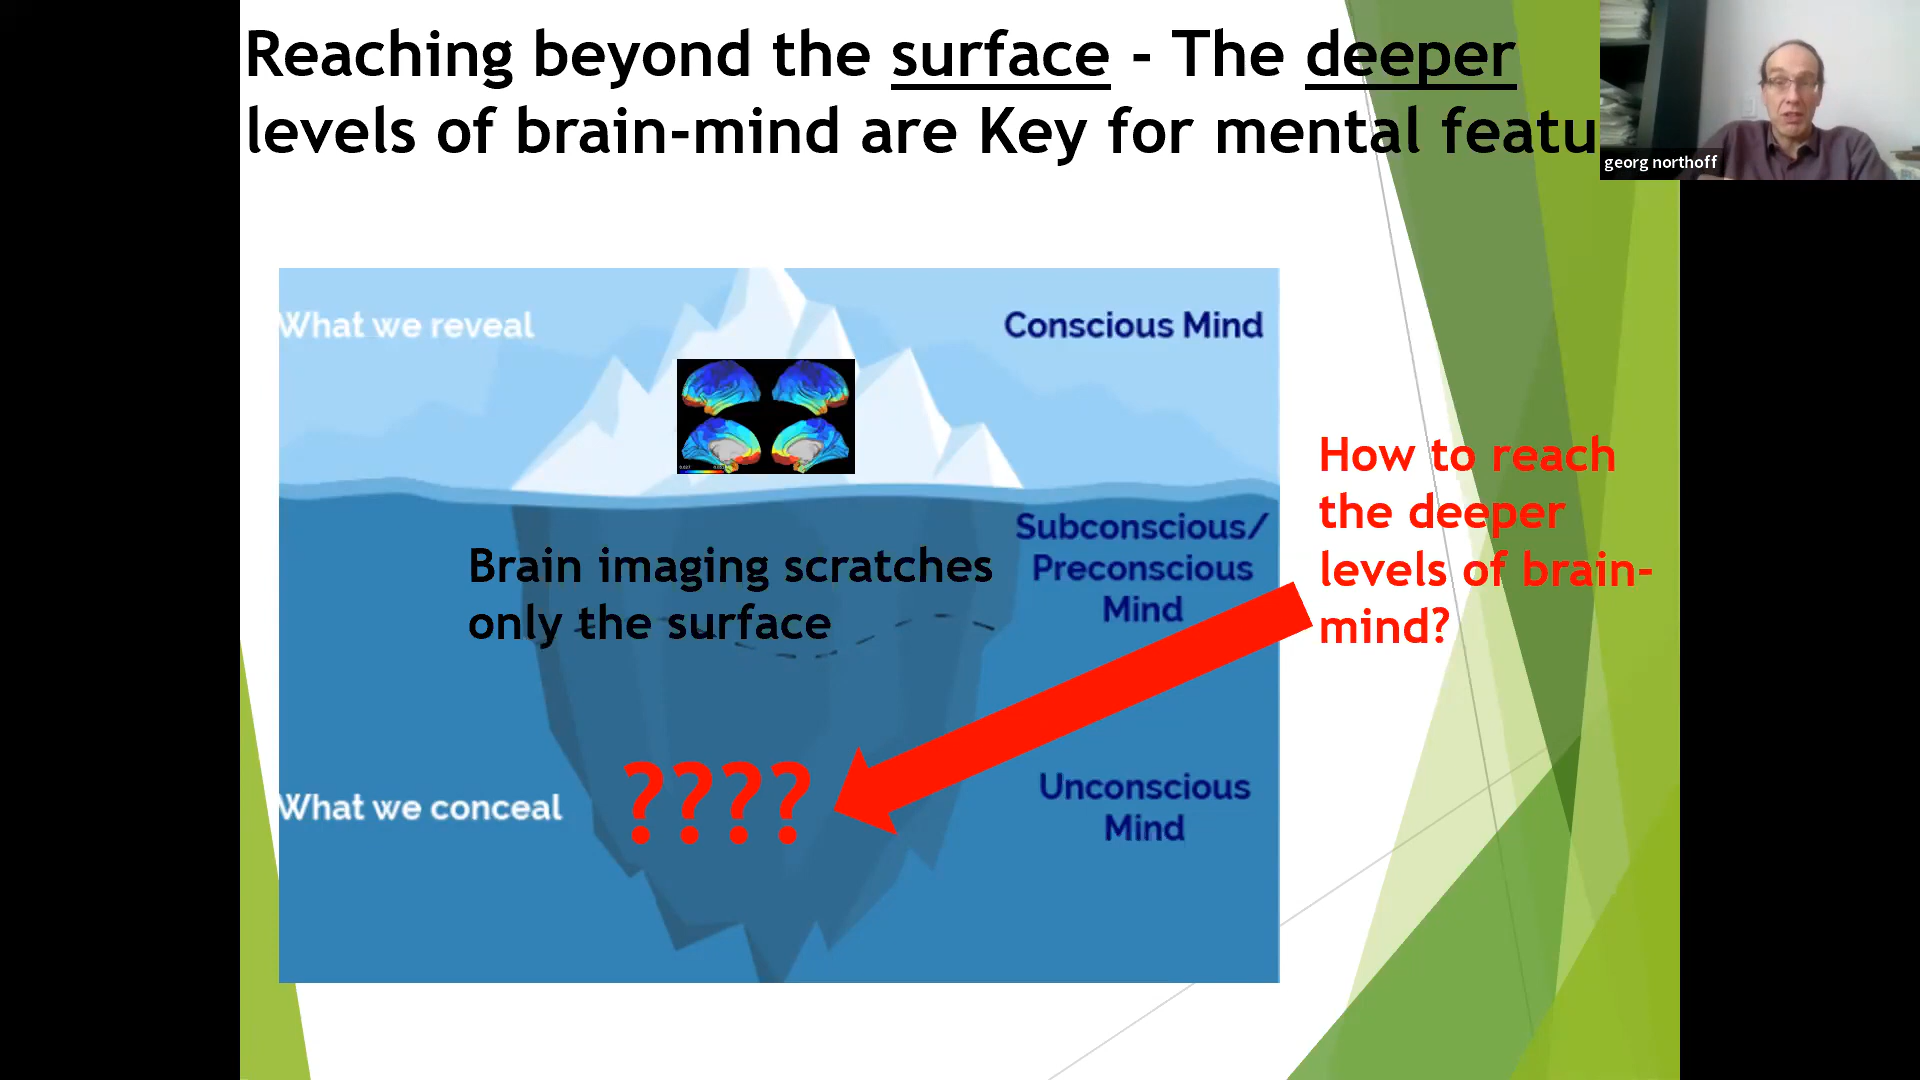 Reaching beyond the surface - The deeper
levels of brain-mind are Key for mental featu
georg northoff
What we reveal
Conscious Mind
How to reach
the deeper
levels of brain-
mind?
Subconscious/
Preconscious
Mind
Brain imaging scratches
only the surface
????
What we conceal
Unconscious
Mind